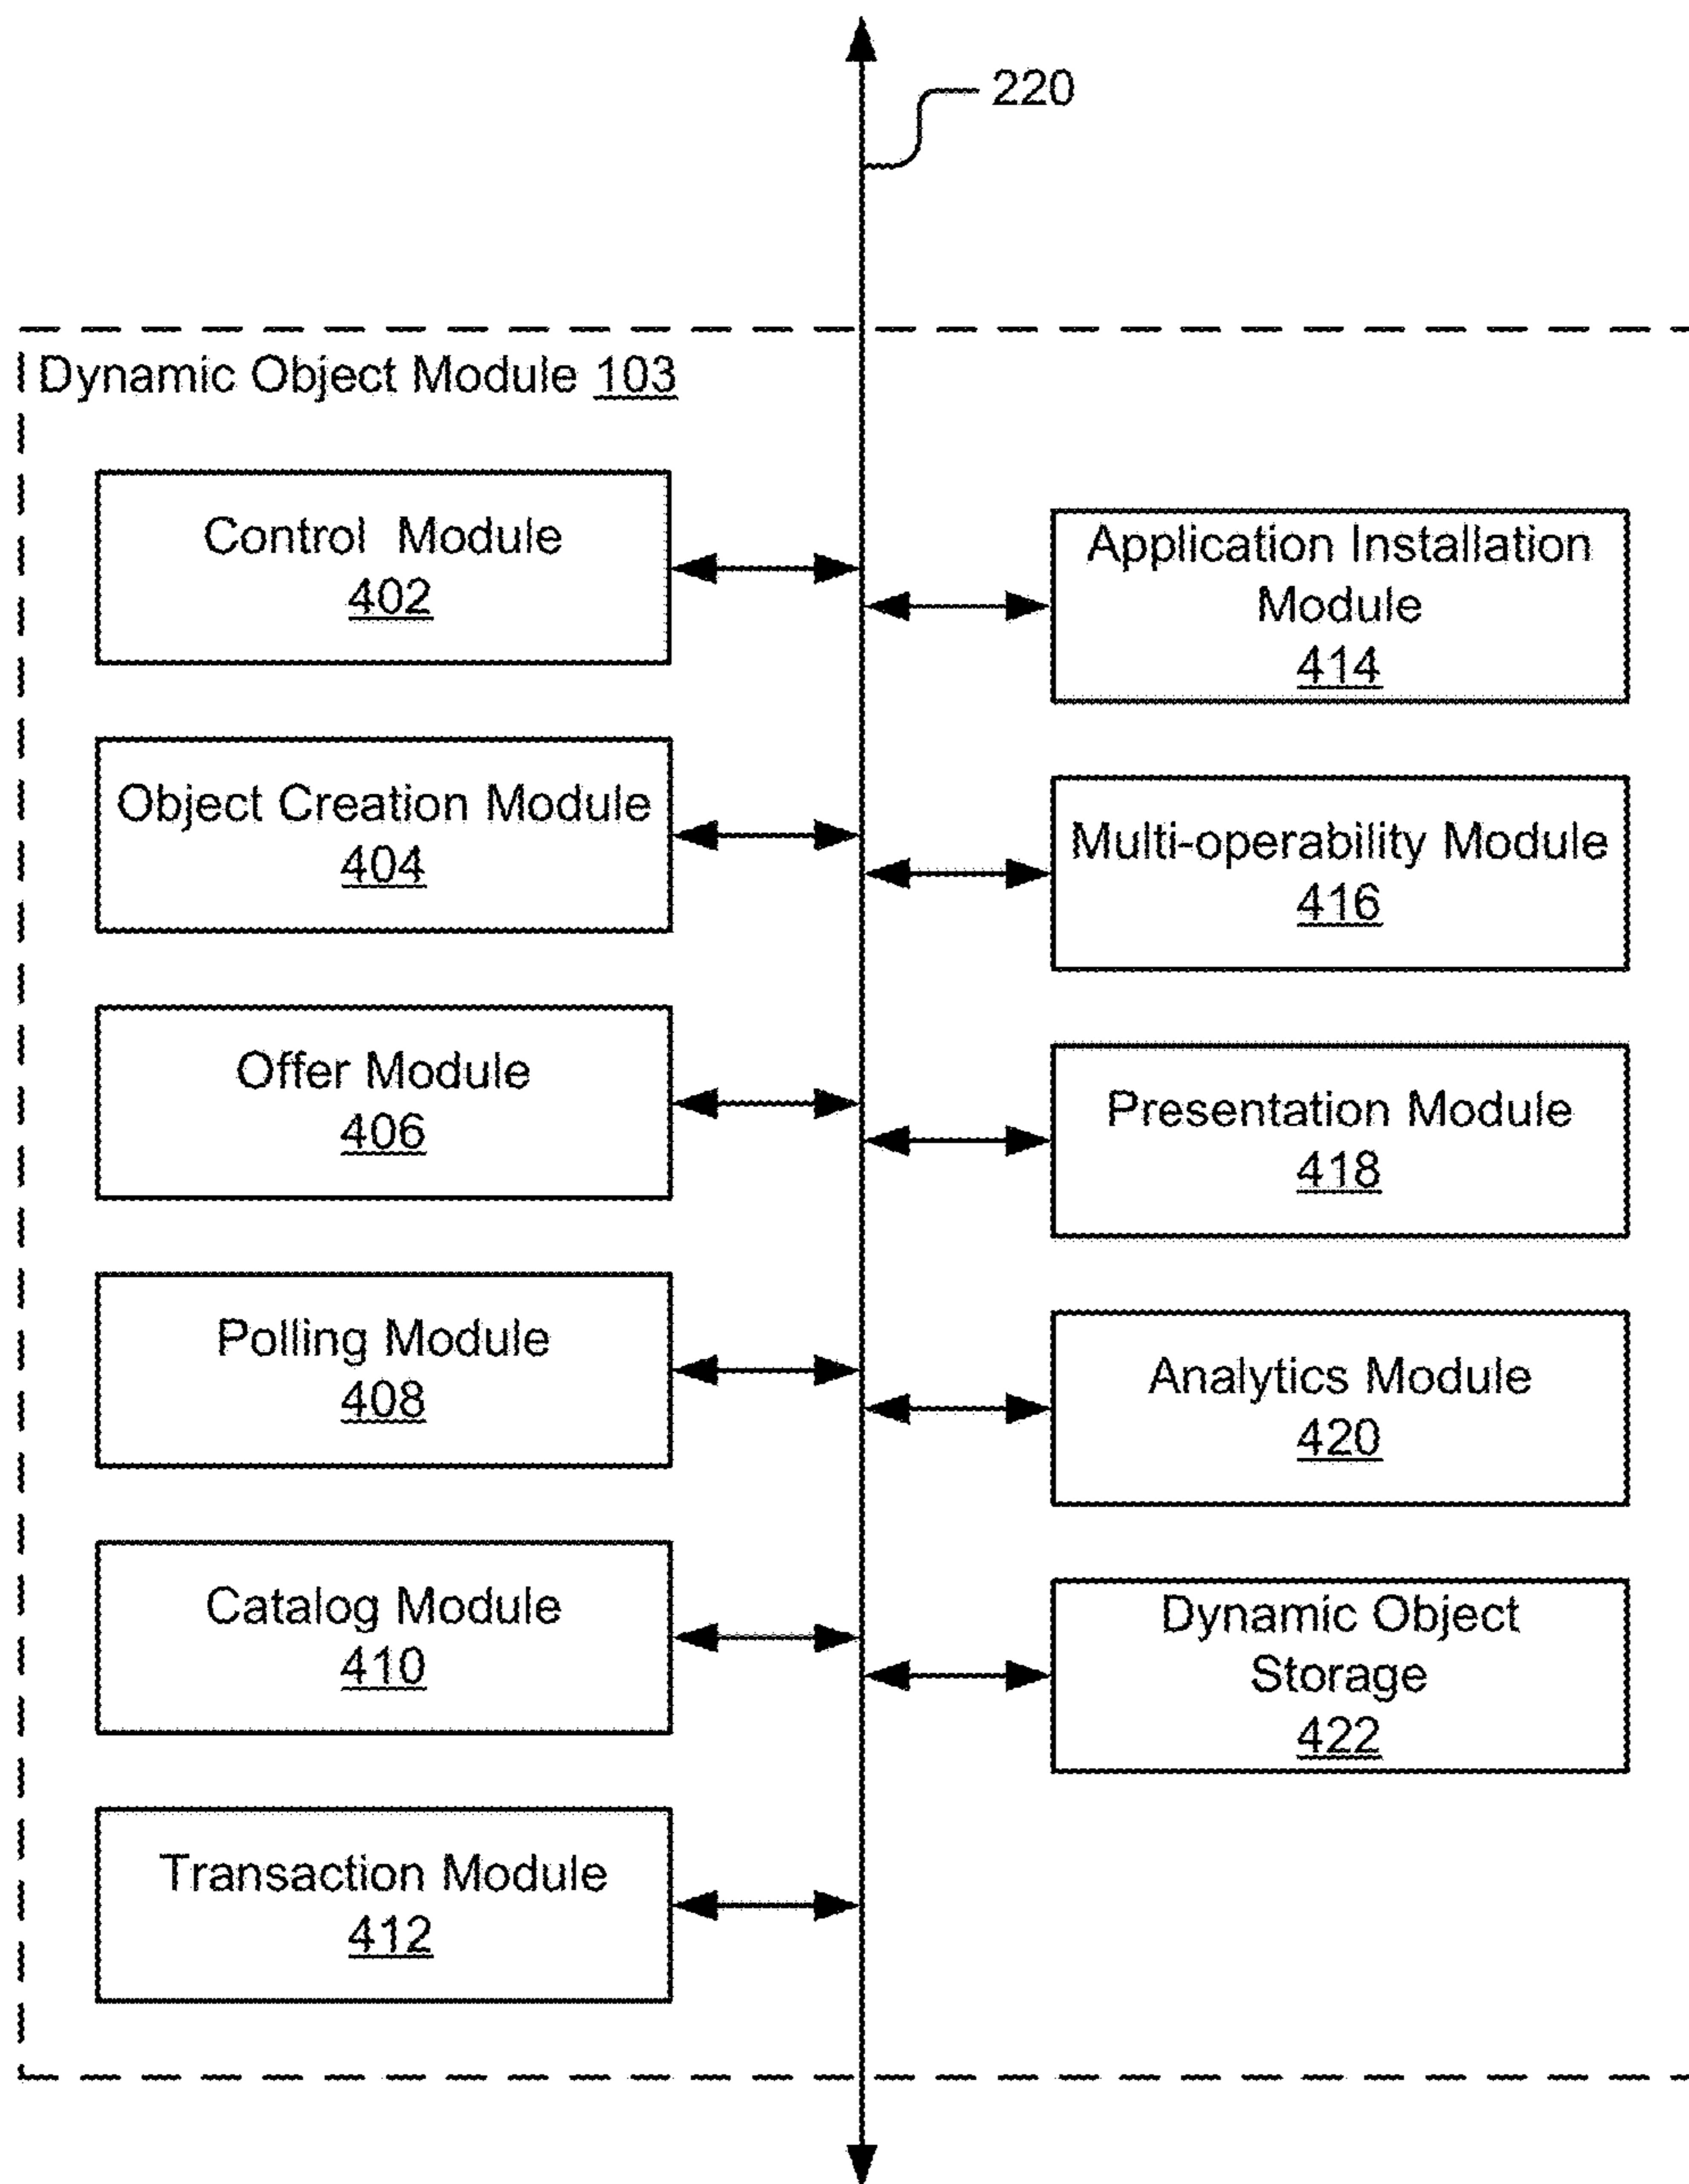 220
Dynamic Object Module 103
Control Module
402
Object Creation Module
404
Offer Module
406
Polling Module
408
Catalog Module
410
Transaction Module
412
Application Installation
Module
414
Multi-operability Module
416
Presentation Module
418
Analytics Module
420
Dynamic Object
Storage
422